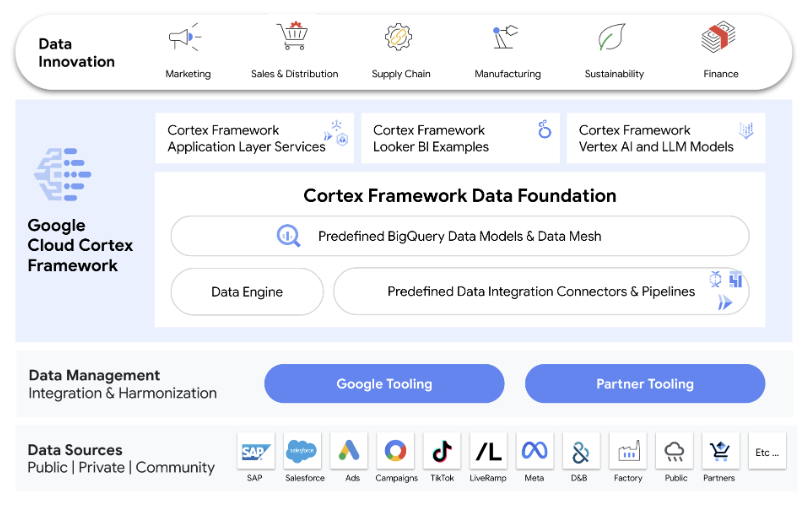 Data
Innovation
Marketing
Sales & Distribution
Supply Chain
Manufacturing
Sustainability
Finance
Google
Cloud Cortex
Framework
Cortex Framework
Application Layer Services
Cortex Framework
Looker BI Examples
Cortex Framework
Vertex AI and LLM Models
Cortex Framework Data Foundation
Predefined BigQuery Data Models & Data Mesh
Data Engine
Predefined Data Integration Connectors & Pipelines
Data Management
Integration & Harmonization
Google Tooling
Partner Tooling
Data Sources
Public | Private | Community
SAP
salesforce
/L
Etc ...
SAP
Salesforce
Ads
Campaigns
TikTok
LiveRamp
Meta
D&B
Factory
Public
Partners